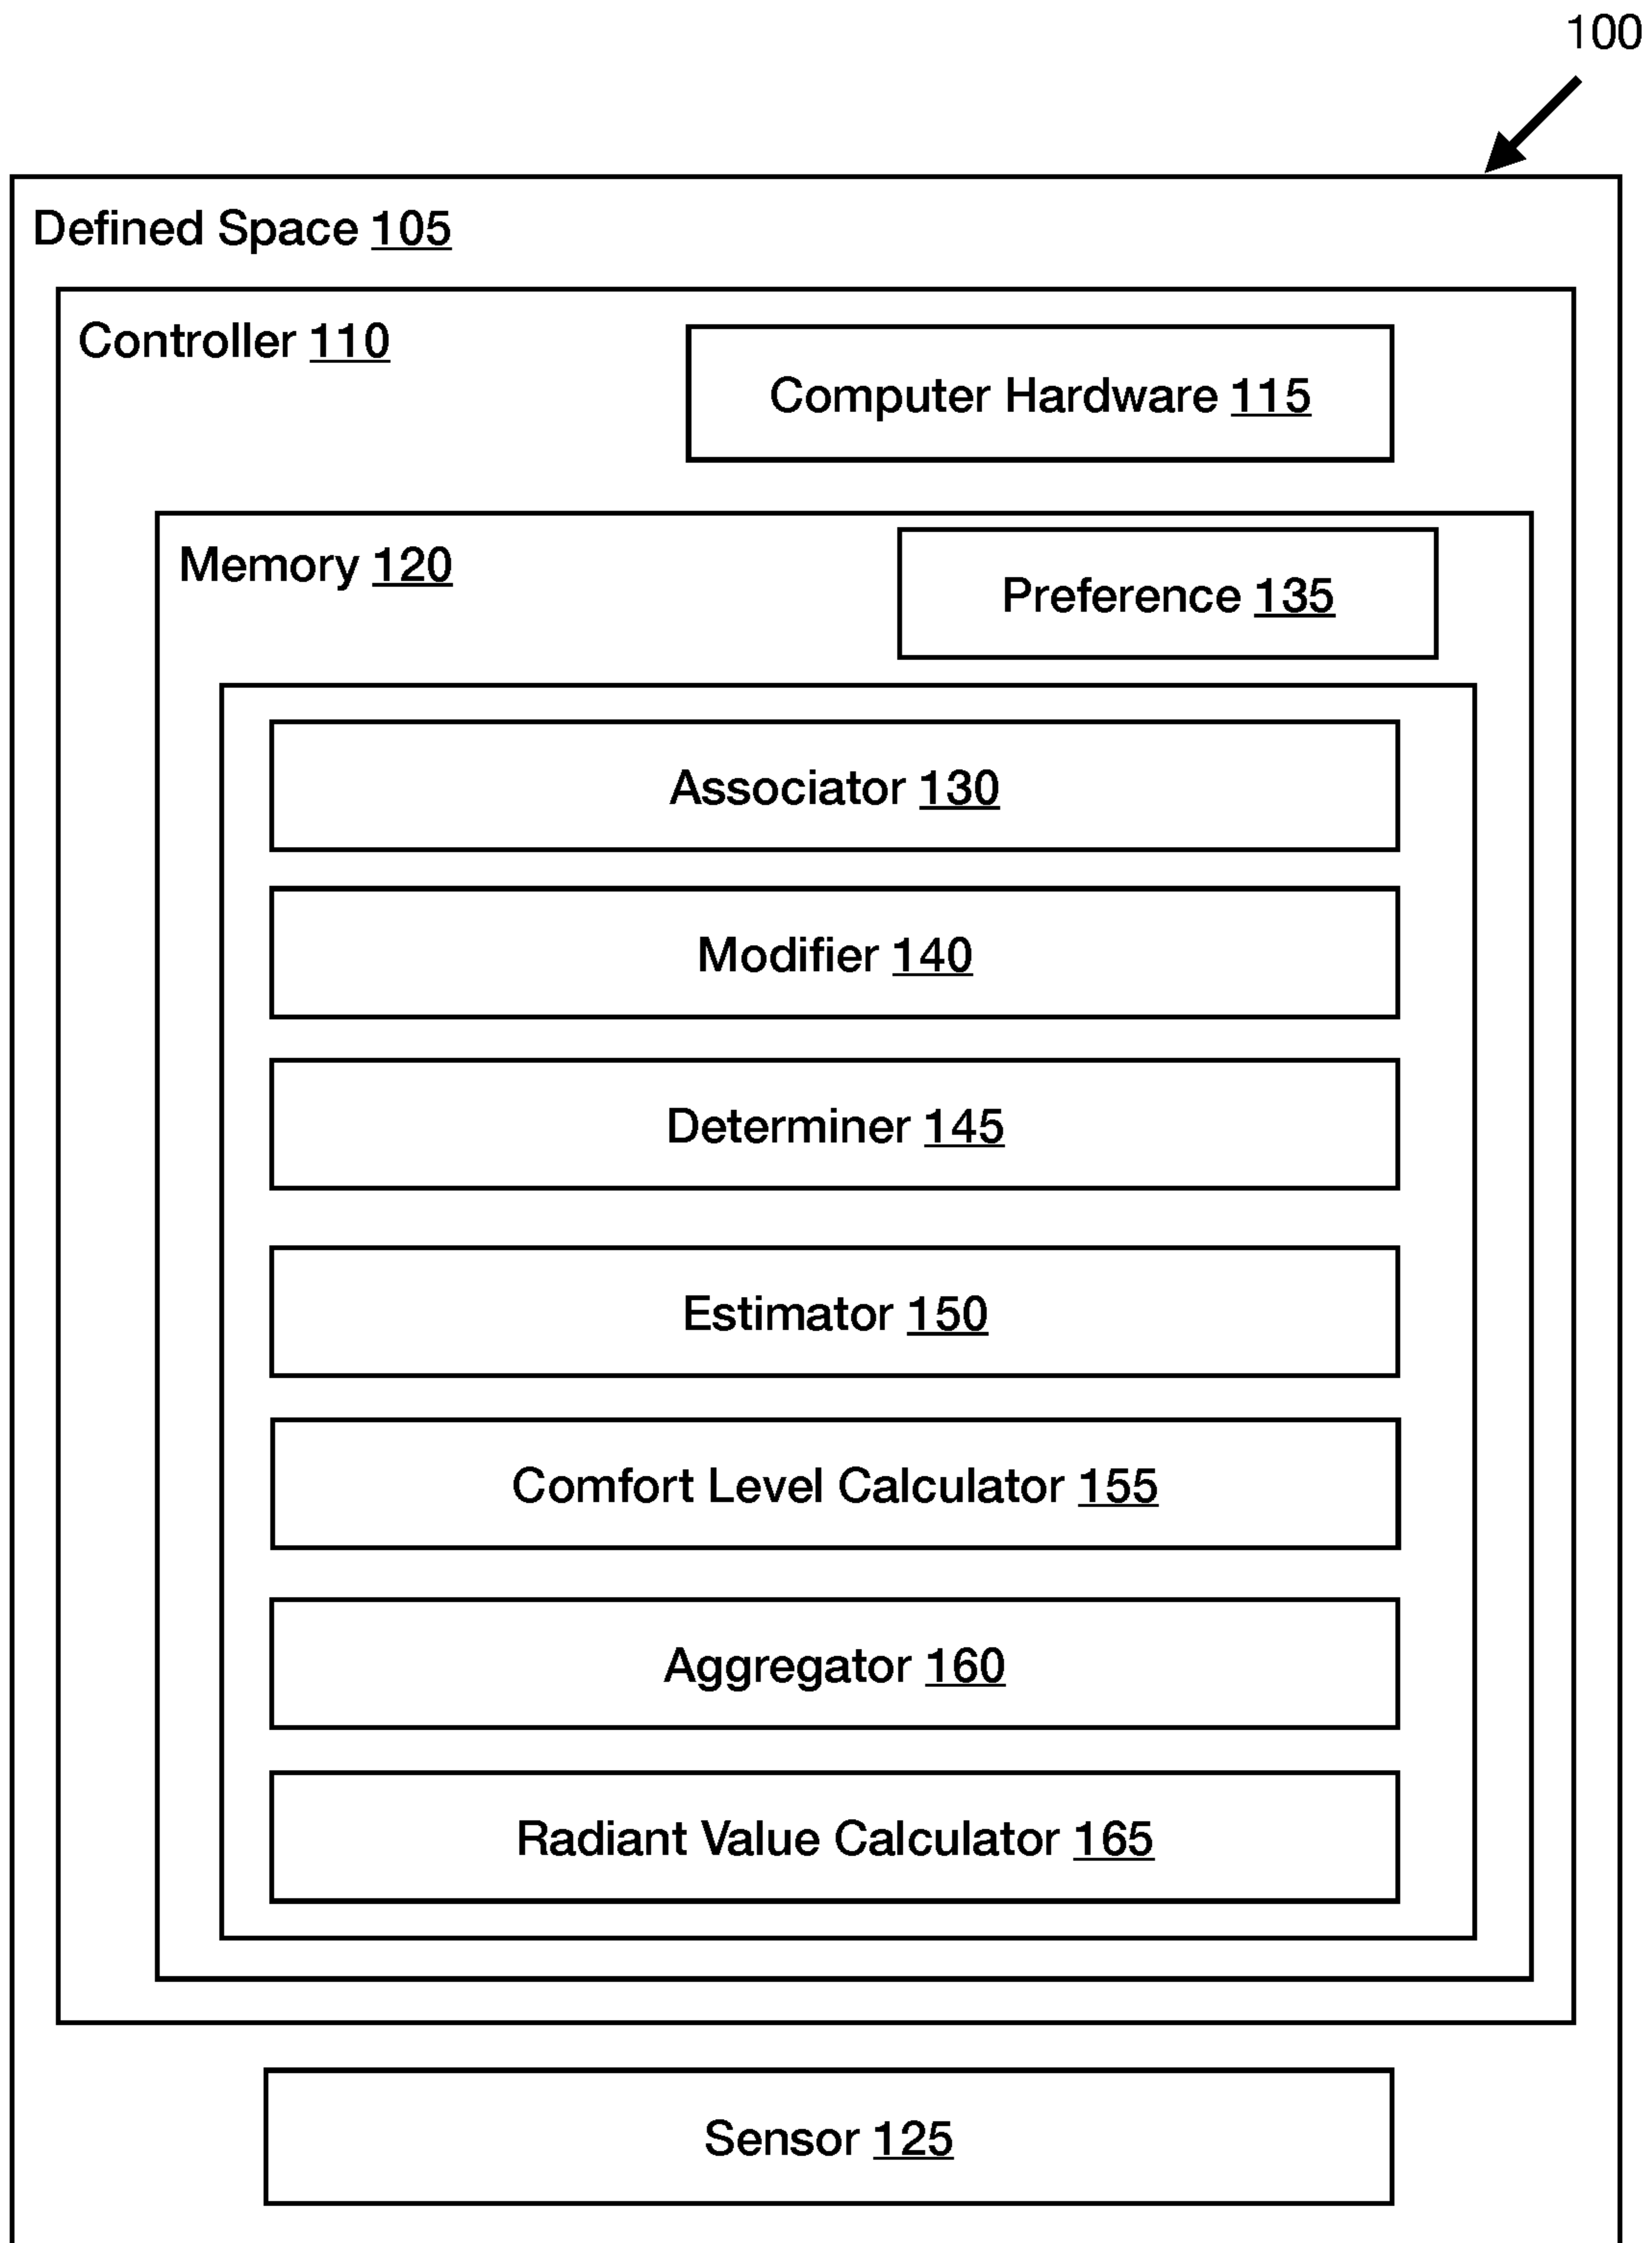 100
Defined Space 105
Controller 110
Computer Hardware 115
Memory 120
Preference 135
Associator 130
Modifier 140
Determiner 145
Estimator 150
Comfort Level Calculator 155
Aggregator 160
Radiant Value Calculator 165
Sensor 125